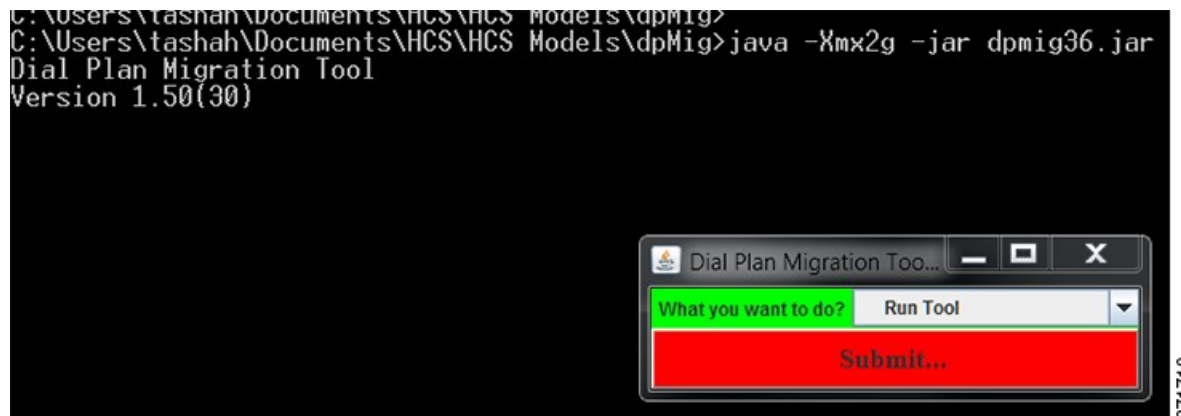 C:\Users\tashah\Documents\HCS\HCS Models\dpMig>
C:\Users\tashah\Documents\HCS\HCS Models\dpMig>java -Xmx2g -jar dpmig36.jar
Dial Plan Migration Tool
Version 1.50(30)
Dial Plan Migration Too...
What you want to do? Run Tool
Submit...